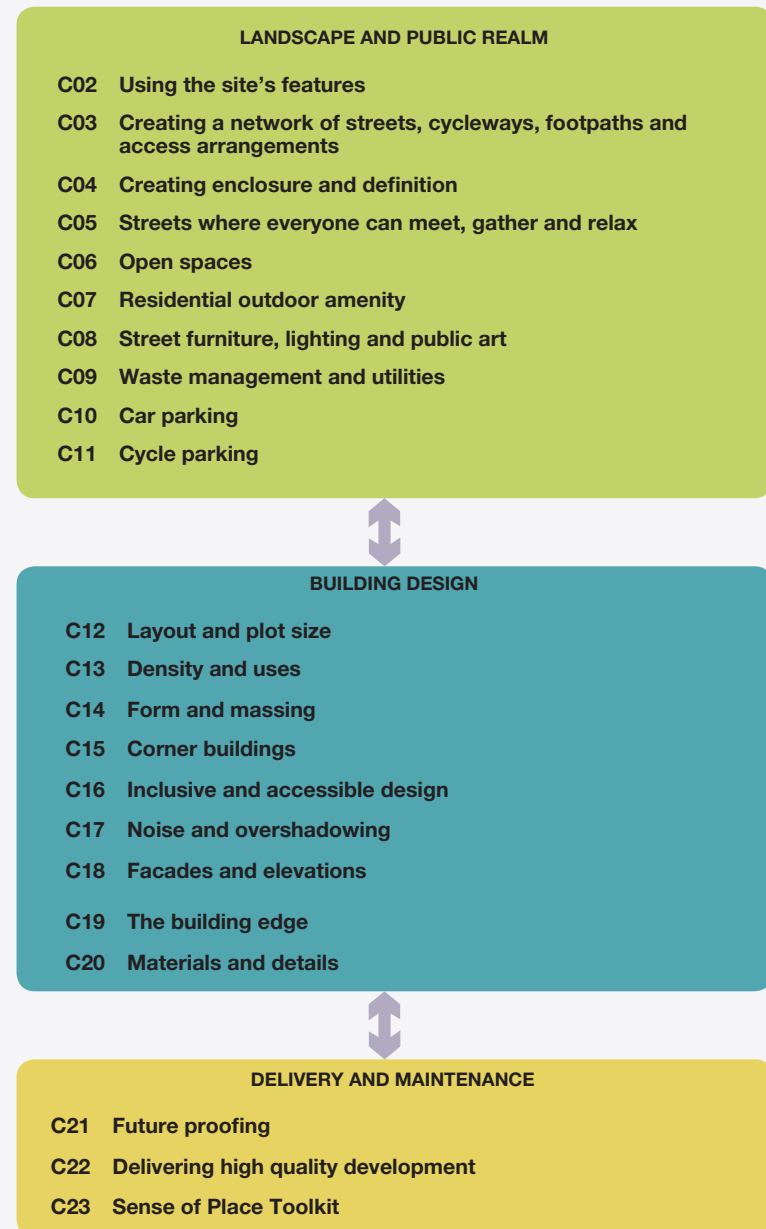 LANDSCAPE AND PUBLIC REALM
C02 Using the site's features
C03 Creating a network of streets, cycleways, footpaths and
access arrangements
C04 Creating enclosure and definition
C05 Streets where everyone can meet, gather and relax
C06 Open spaces
C07 Residential outdoor amenity
C08 Street furniture, lighting and public art
C09 Waste management and utilities
C10 Car parking
C11 Cycle parking
BUILDING DESIGN
C12 Layout and plot size
C13 Density and uses
C14 Form and massing
C15 Corner buildings
C16 Inclusive and accessible design
C17 Noise and overshadowing
C18 Facades and elevations
C19 The building edge
C20 Materials and details
DELIVERY AND MAINTENANCE
C21 Future proofing
C22 Delivering high quality development
C23 Sense of Place Toolkit